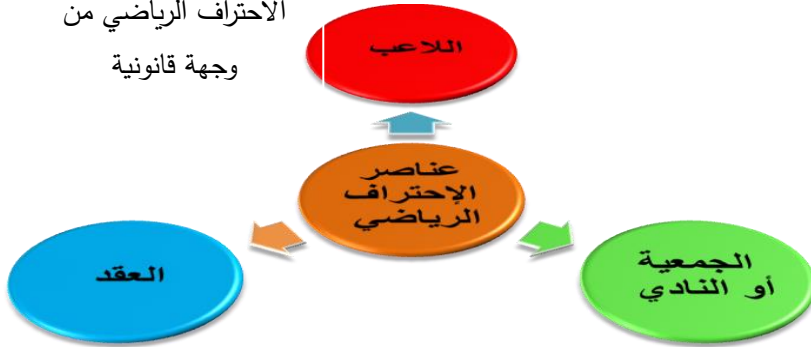 الاحتراف الرياضي من
وجهة قانونية
اللاعب
عناصر
الإحتراف
الرياضي
الجمعية
أو النادي
العقد